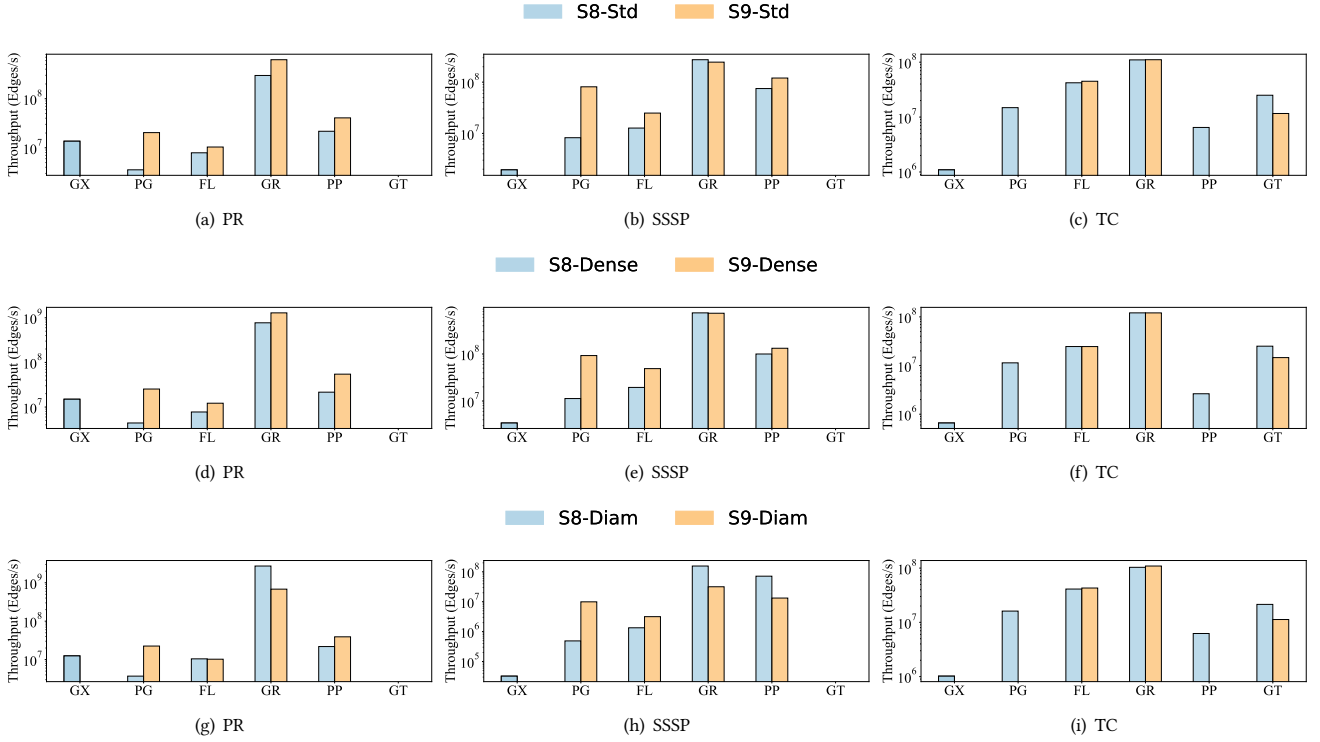 S8-Std S9-Std
Throughput (Edges/s)
10^8
10^7
GX PG FL GR PP GT
(a) PR
Throughput (Edges/s)
10^8
10^7
GX PG FL GR PP GT
(b) SSSP
Throughput (Edges/s)
10^8
10^7
10^6
GX PG FL GR PP GT
(c) TC
S8-Dense S9-Dense
Throughput (Edges/s)
10^9
10^8
10^7
GX PG FL GR PP GT
(d) PR
Throughput (Edges/s)
10^8
10^7
GX PG FL GR PP GT
(e) SSSP
Throughput (Edges/s)
10^8
10^7
10^6
GX PG FL GR PP GT
(f) TC
S8-Diam S9-Diam
Throughput (Edges/s)
10^9
10^8
10^7
GX PG FL GR PP GT
(g) PR
Throughput (Edges/s)
10^8
10^7
10^6
10^5
GX PG FL GR PP GT
(h) SSSP
Throughput (Edges/s)
10^8
10^7
10^6
GX PG FL GR PP GT
(i) TC